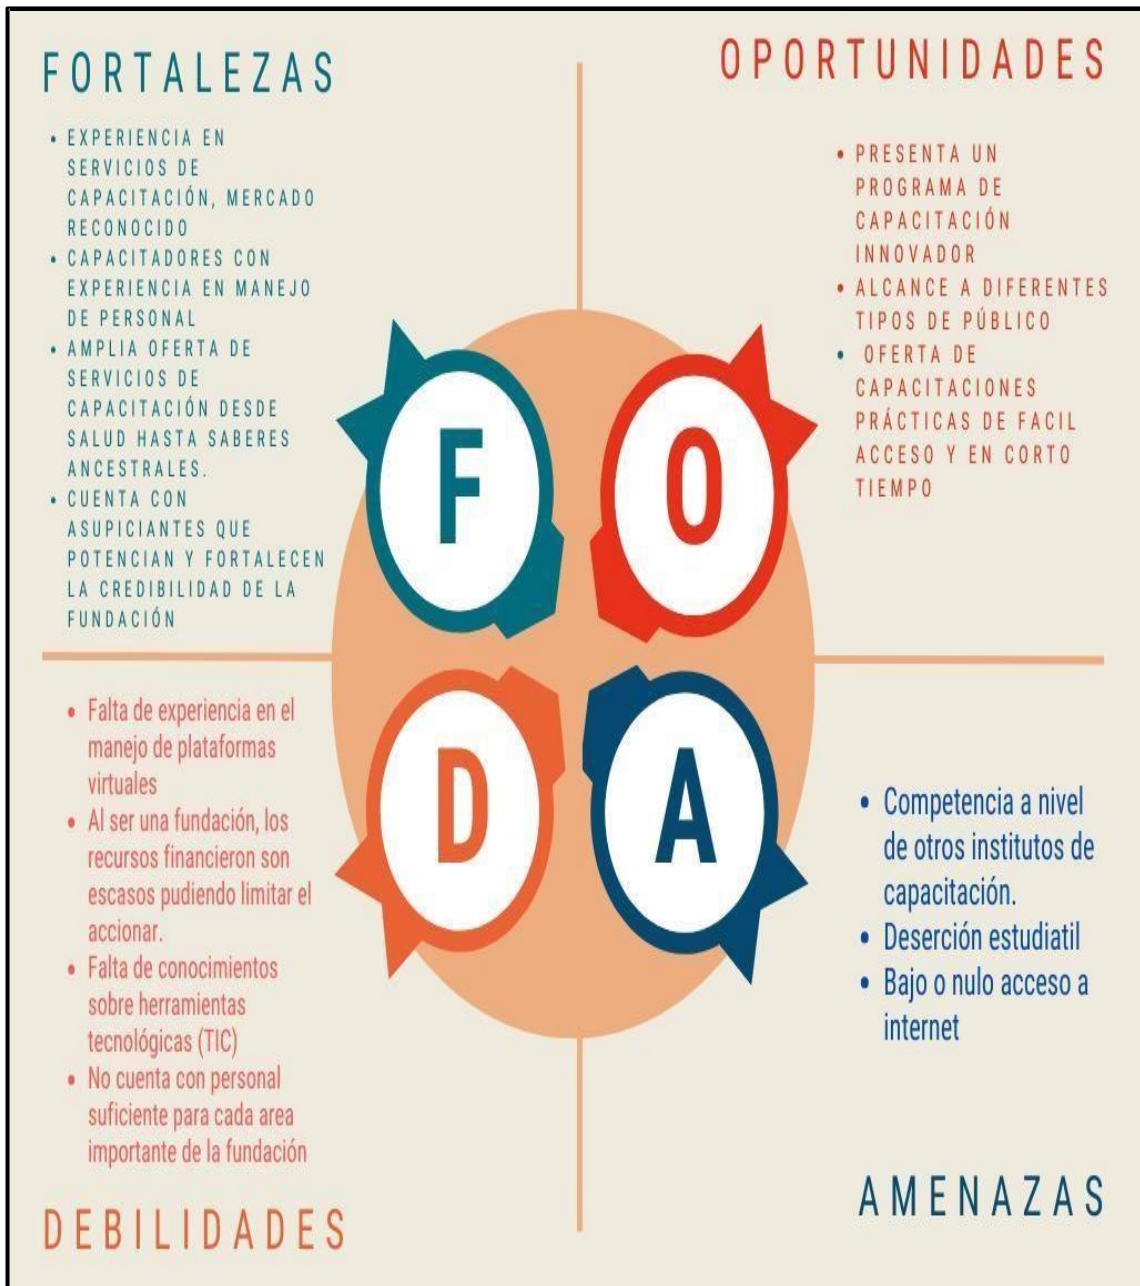 FORTALEZAS
• EXPERIENCIA EN
SERVICIOS DE
CAPACITACIÓN, MERCADO
RECONOCIDO
• CAPACITADORES CON
EXPERIENCIA EN MANEJO
DE PERSONAL
• AMPLIA OFERTA DE
SERVICIOS DE
CAPACITACIÓN DESDE
SALUD HASTA SABERES
ANCESTRALES.
• CUENTA CON
ASUPICIANTES QUE
POTENCIAN Y FORTALECEN
LA CREDIBILIDAD DE LA
FUNDACIÓN
OPORTUNIDADES
• PRESENTA UN
PROGRAMA DE
CAPACITACIÓN
INNOVADOR
• ALCANCE A DIFERENTES
TIPOS DE PÚBLICO
• OFERTA DE
CAPACITACIONES
PRÁCTICAS DE FACIL
ACCESO Y EN CORTO
TIEMPO
F
O
D
A
• Falta de experiencia en el
manejo de plataformas
virtuales
• Al ser una fundación, los
recursos financieron son
escasos pudiendo limitar el
accionar.
• Falta de conocimientos
sobre herramientas
tecnológicas (TIC)
• No cuenta con personal
suficiente para cada area
importante de la fundación
DEBILIDADES
• Competencia a nivel
de otros institutos de
capacitación.
• Deserción estudiatil
• Bajo o nulo acceso a
internet
AMENAZAS